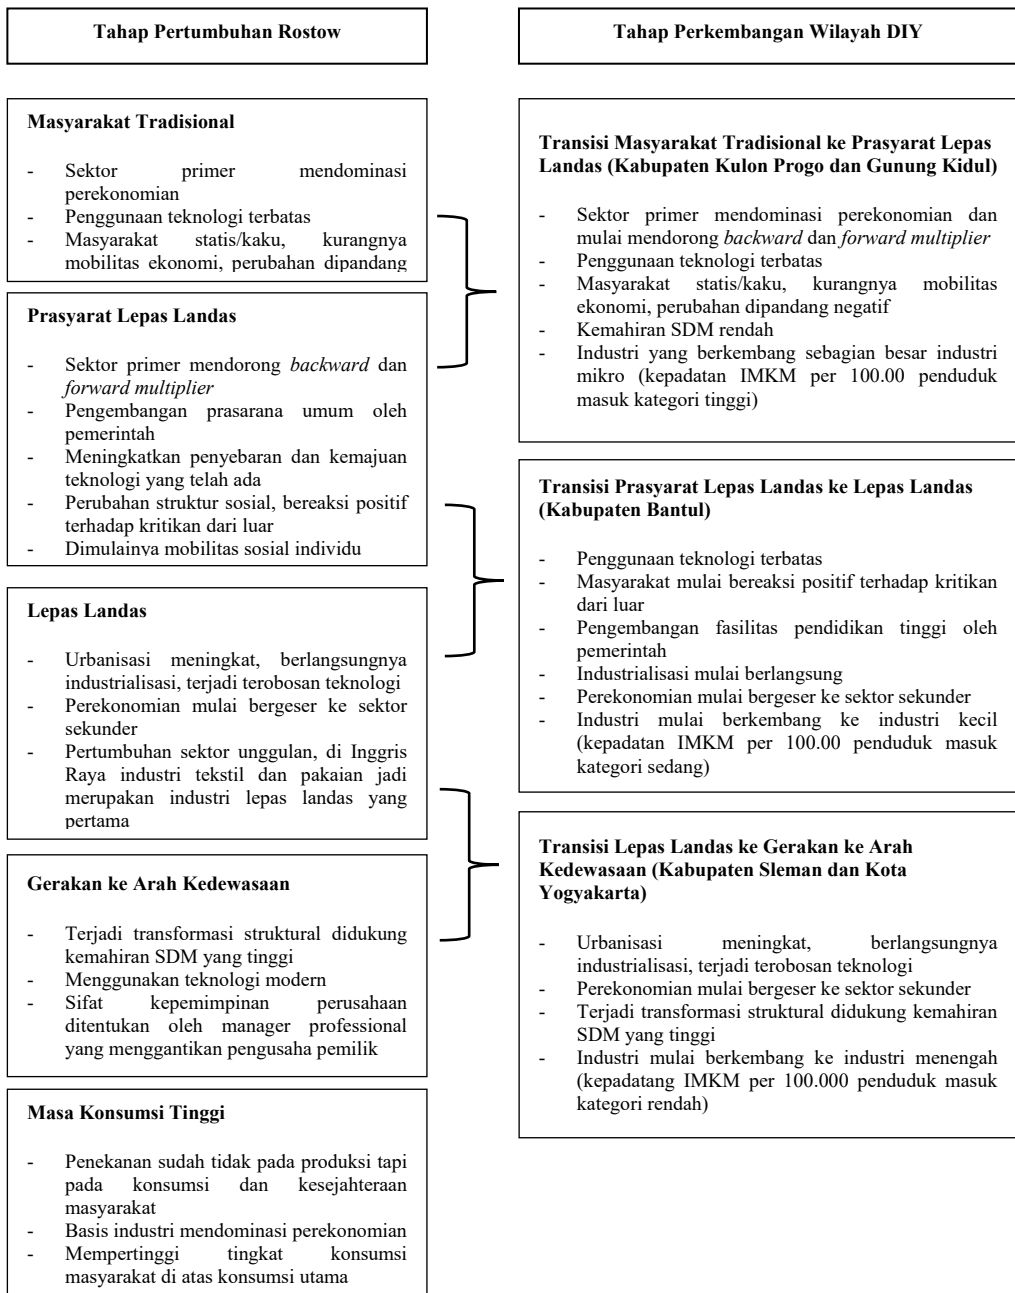 Tahap Pertumbuhan Rostow
Masyarakat Tradisional
- Sektor primer mendominasi
perekonomian
- Penggunaan teknologi terbatas
- Masyarakat statis/kaku, kurangnya
mobilitas ekonomi, perubahan dipandang
Prasyarat Lepas Landas
- Sektor primer mendorong backward dan
forward multiplier
- Pengembangan prasarana umum oleh
pemerintah
- Meningkatkan penyebaran dan kemajuan
teknologi yang telah ada
- Perubahan struktur sosial, bereaksi positif
terhadap kritikan dari luar
- Dimulainya mobilitas sosial individu
Lepas Landas
- Urbanisasi meningkat, berlangsungnya
industrialisasi, terjadi terobosan teknologi
- Perekonomian mulai bergeser ke sektor
sekunder
- Pertumbuhan sektor unggulan, di Inggris
Raya industri tekstil dan pakaian jadi
merupakan industri lepas landas yang
pertama
Gerakan ke Arah Kedewasaan
- Terjadi transformasi struktural didukung
kemahiran SDM yang tinggi
- Menggunakan teknologi modern
- Sifat kepemimpinan perusahaan
ditentukan oleh manager professional
yang menggantikan pengusaha pemilik
Masa Konsumsi Tinggi
- Penekanan sudah tidak pada produksi tapi
pada konsumsi dan kesejahteraan
masyarakat
- Basis industri mendominasi perekonomian
- Mempertinggi tingkat konsumsi
masyarakat di atas konsumsi utama
Tahap Perkembangan Wilayah DIY
Transisi Masyarakat Tradisional ke Prasyarat Lepas
Landas (Kabupaten Kulon Progo dan Gunung Kidul)
- Sektor primer mendominasi perekonomian dan
mulai mendorong backward dan forward multiplier
- Penggunaan teknologi terbatas
- Masyarakat statis/kaku, kurangnya mobilitas
ekonomi, perubahan dipandang negatif
- Kemahiran SDM rendah
- Industri yang berkembang sebagian besar industri
mikro (kepadatan IMKM per 100.00 penduduk
masuk kategori tinggi)
Transisi Prasyarat Lepas Landas ke Lepas Landas
(Kabupaten Bantul)
- Penggunaan teknologi terbatas
- Masyarakat mulai bereaksi positif terhadap kritikan
dari luar
- Pengembangan fasilitas pendidikan tinggi oleh
pemerintah
- Industrialisasi mulai berlangsung
- Perekonomian mulai bergeser ke sektor sekunder
- Industri mulai berkembang ke industri kecil
(kepadatan IMKM per 100.00 penduduk masuk
kategori sedang)
Transisi Lepas Landas ke Gerakan ke Arah
Kedewasaan (Kabupaten Sleman dan Kota
Yogyakarta)
- Urbanisasi meningkat, berlangsungnya
industrialisasi, terjadi terobosan teknologi
- Perekonomian mulai bergeser ke sektor sekunder
- Terjadi transformasi struktural didukung kemahiran
SDM yang tinggi
- Industri mulai berkembang ke industri menengah
(kepadatang IMKM per 100.000 penduduk masuk
kategori rendah)